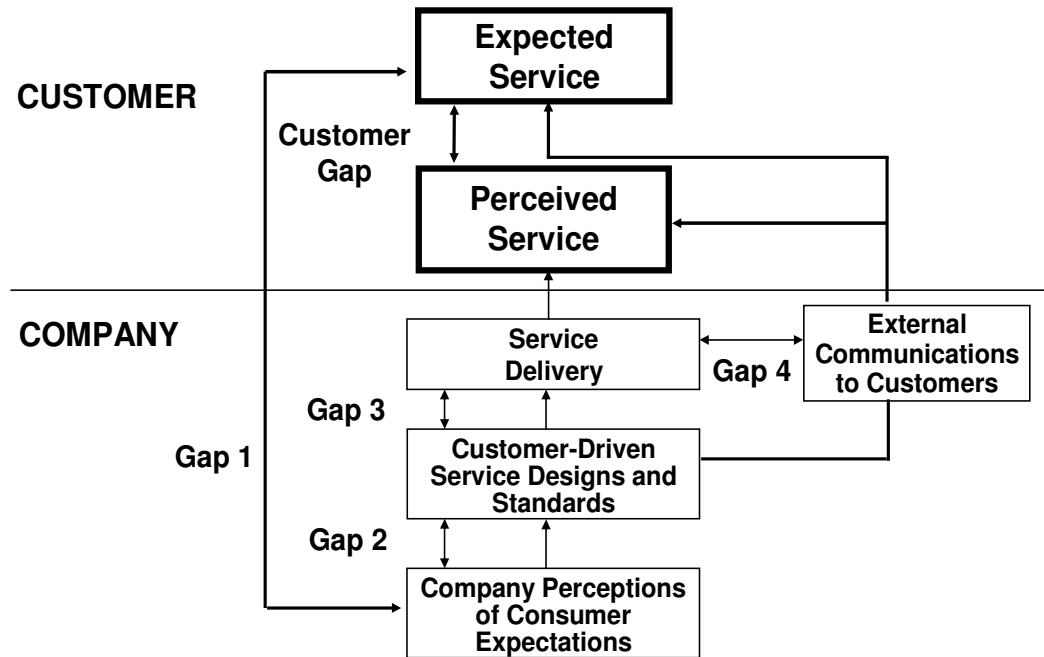 Expected
Service
CUSTOMER
Customer
Gap
Perceived
Service
COMPANY
Service
Delivery
External
Communications
to Customers
Gap 4
Gap 3
Gap 1
Customer-Driven
Service Designs and
Standards
Gap 2
Company Perceptions
of Consumer
Expectations